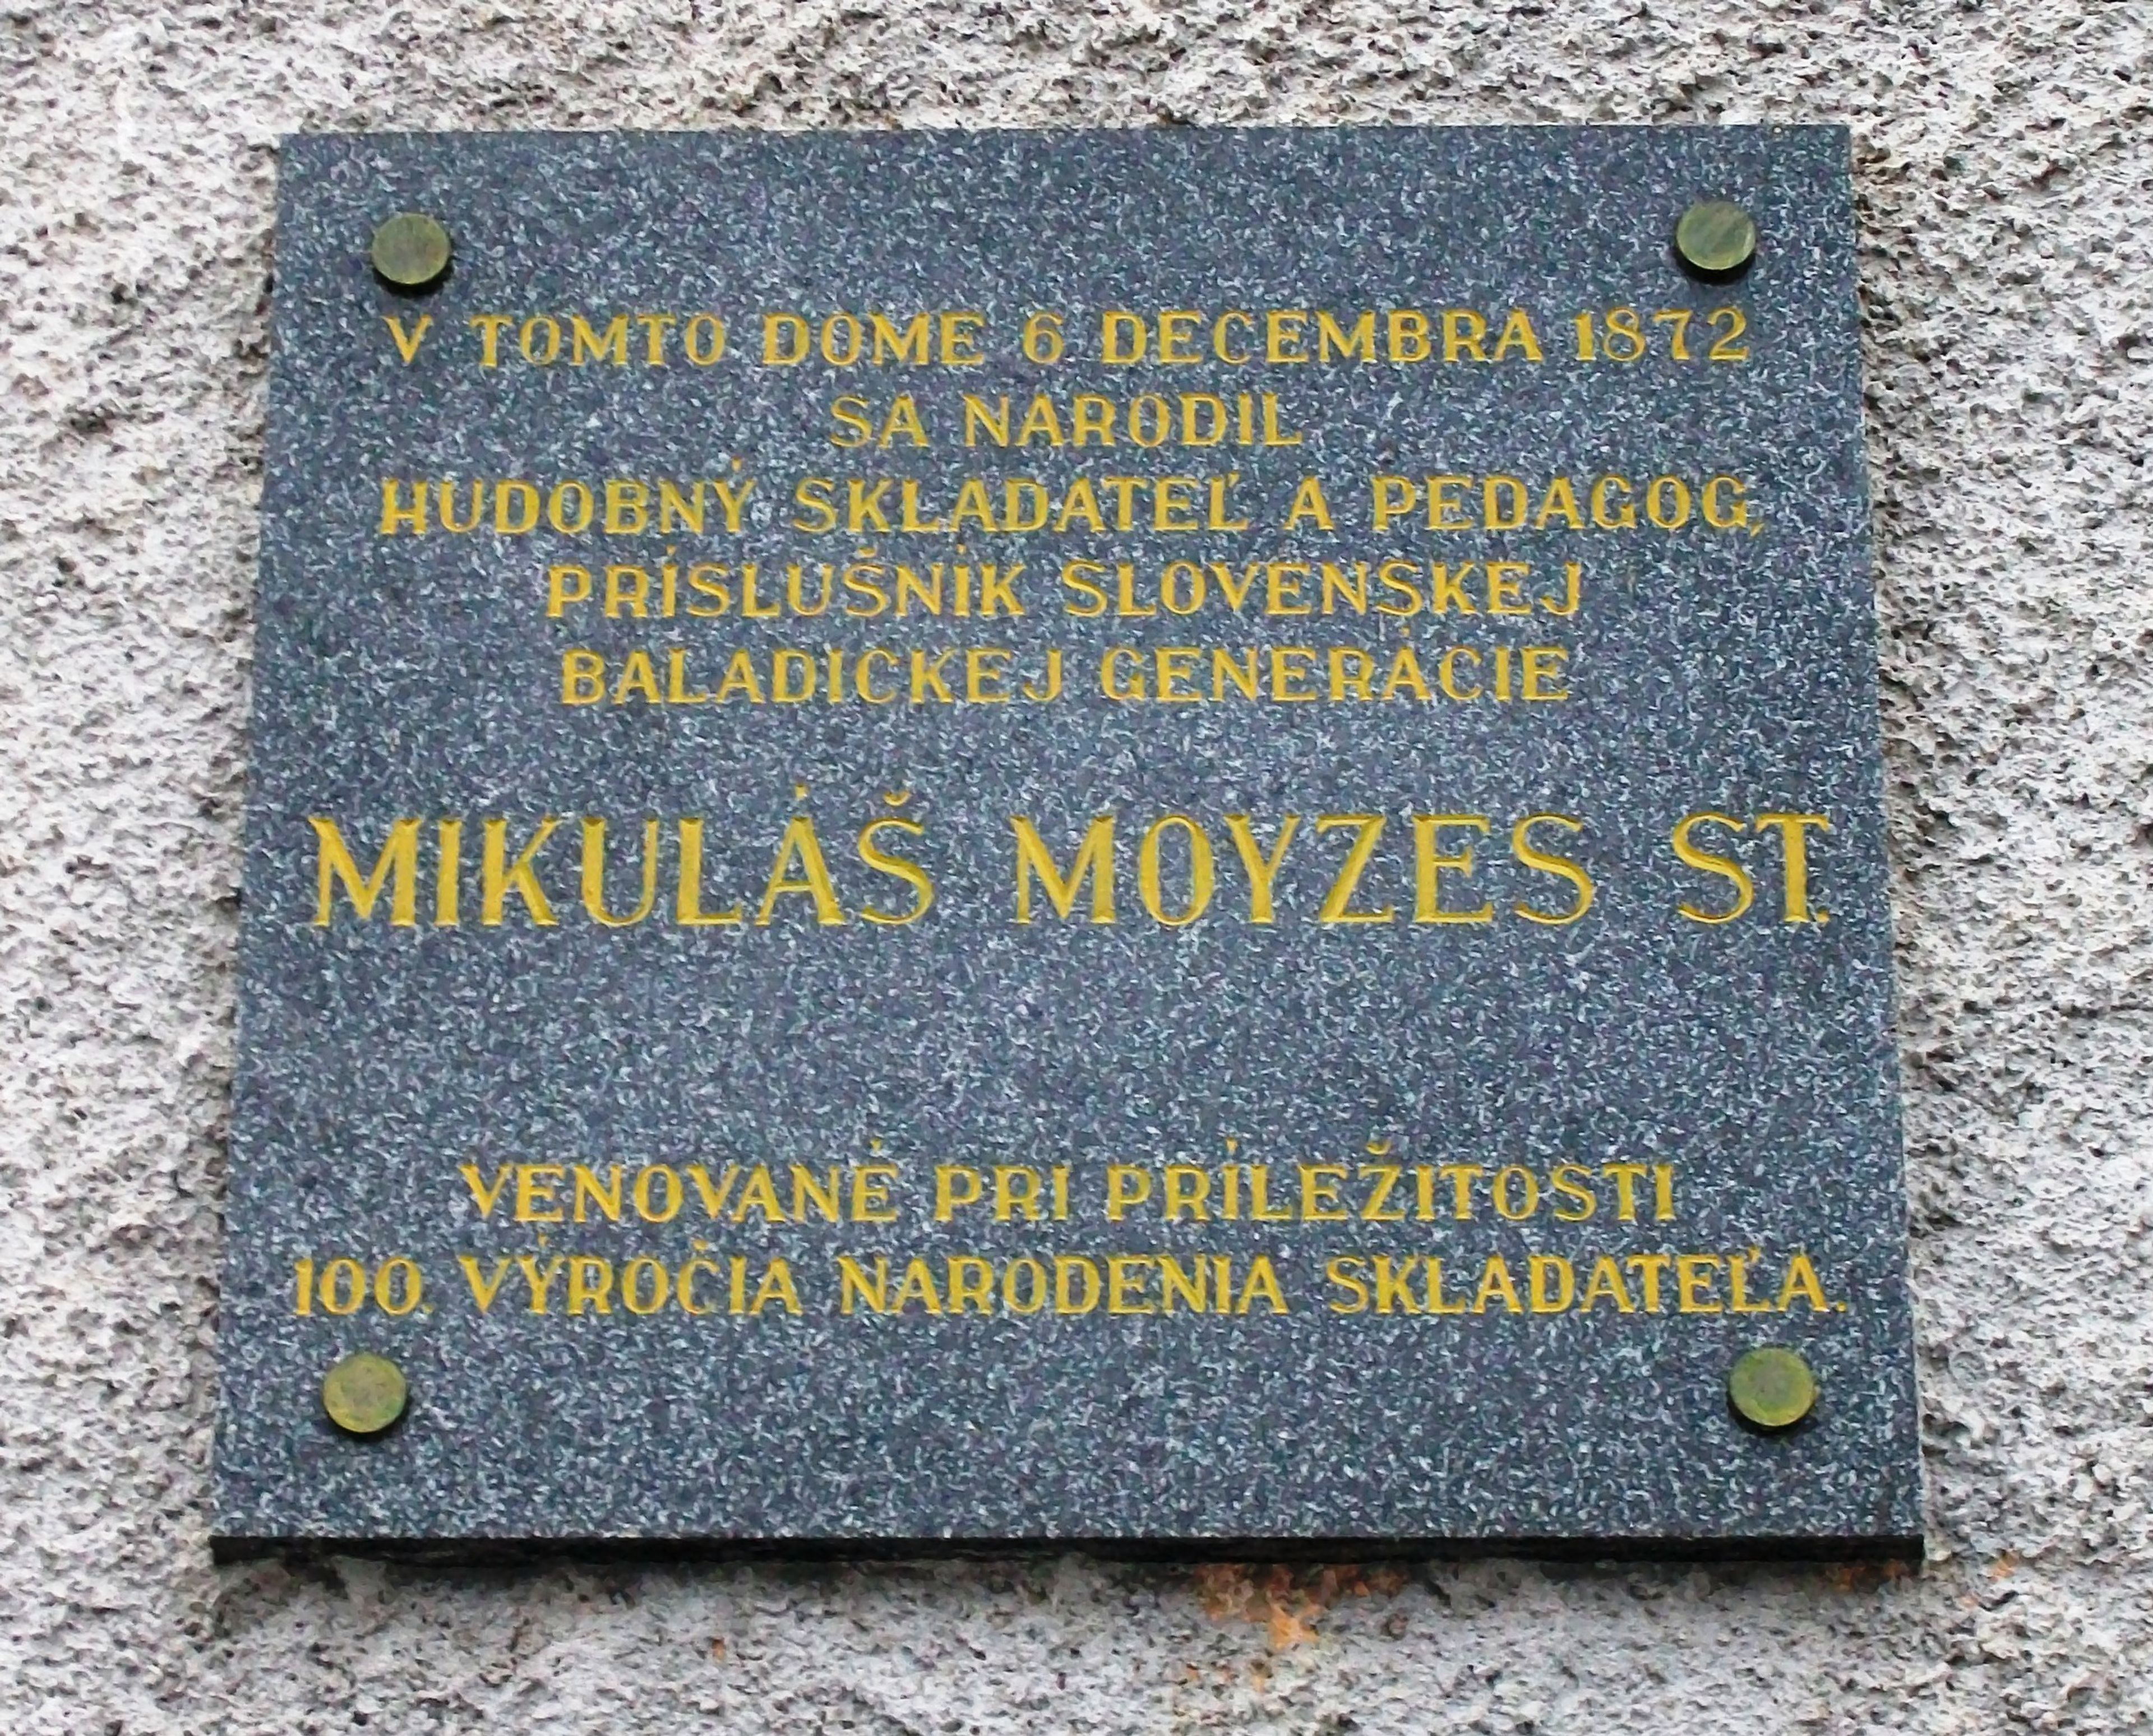 V TOMTO DOME 6 DECEMBRA 1872
SA NARODIL
HUDOBNÝ SKLADATEĽ A PEDAGOG,
PRÍSLUŠNÍK SLOVENSKEJ
BALADICKEJ GENERÁCIE
MIKULÁŠ MOYZES ST.
VENOVANÉ PRI PRÍLEŽITOSTI
100. VÝROČIA NARODENIA SKLADATEĽA.